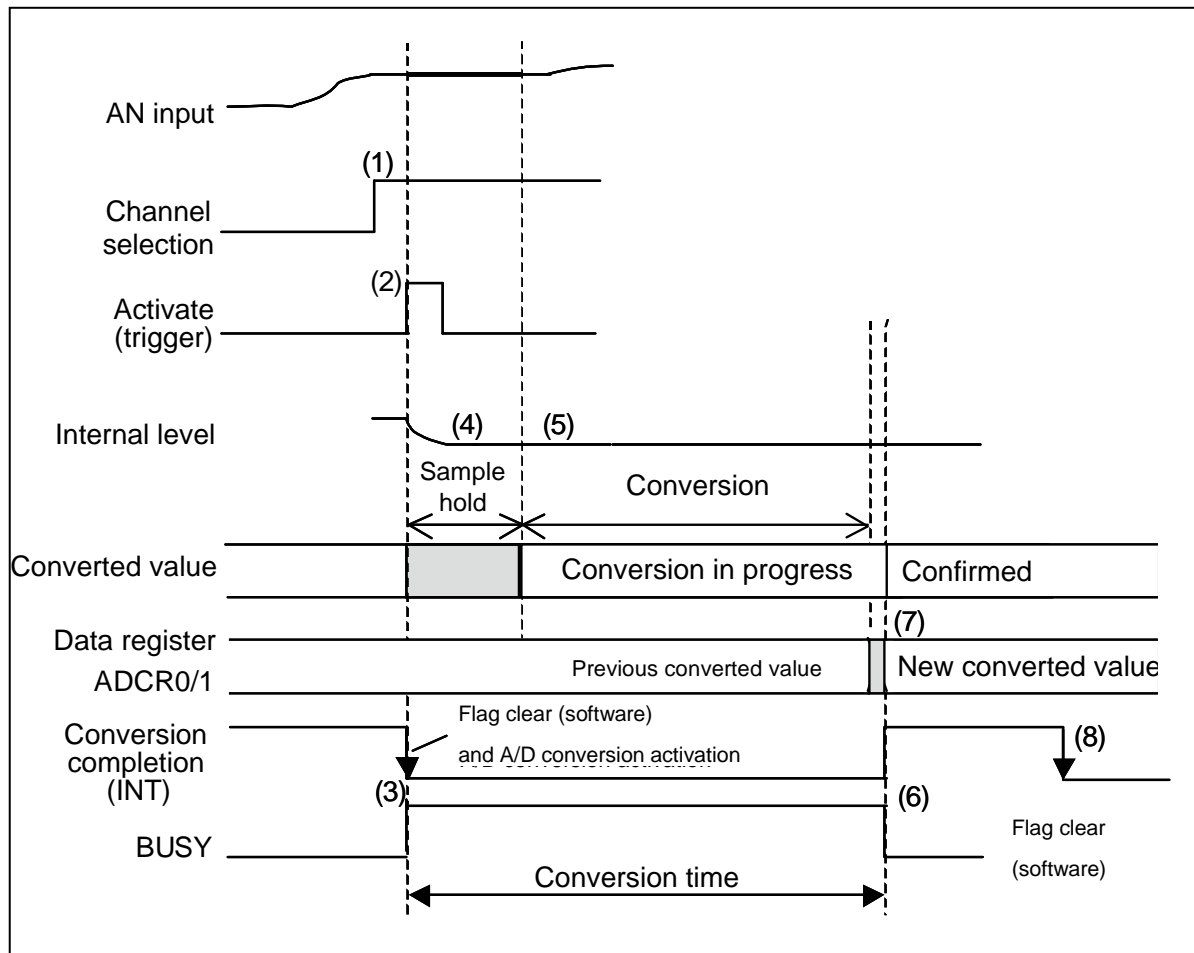 AN input
(1)
Channel
selection
(2)
Activate
(trigger)
Internal level
(4)
(5)
Sample
hold
Conversion
Converted value
Conversion in progress
Confirmed
(7)
Data register
ADCR0/1
Previous converted value
New converted value
Conversion
completion
(INT)
Flag clear (software)
and A/D conversion activation
(8)
(3)
(6)
BUSY
Flag clear
(software)
Conversion time